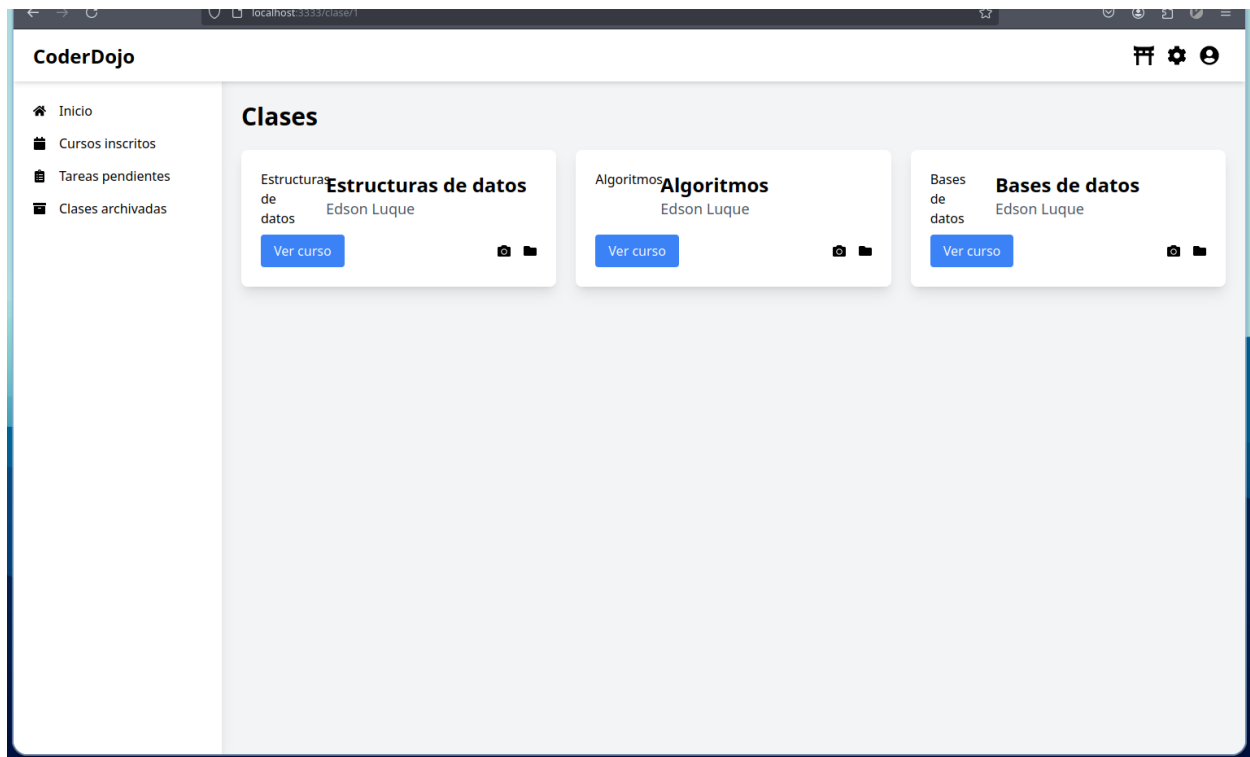 localhost:3333/clase/1
CoderDojo
Inicio
Cursos inscritos
Tareas pendientes
Clases archivadas
Clases
Estructuras
de
datos
Estructuras de datos
Edson Luque
Ver curso
Algoritmos
Algoritmos
Edson Luque
Ver curso
Bases
de
datos
Bases de datos
Edson Luque
Ver curso